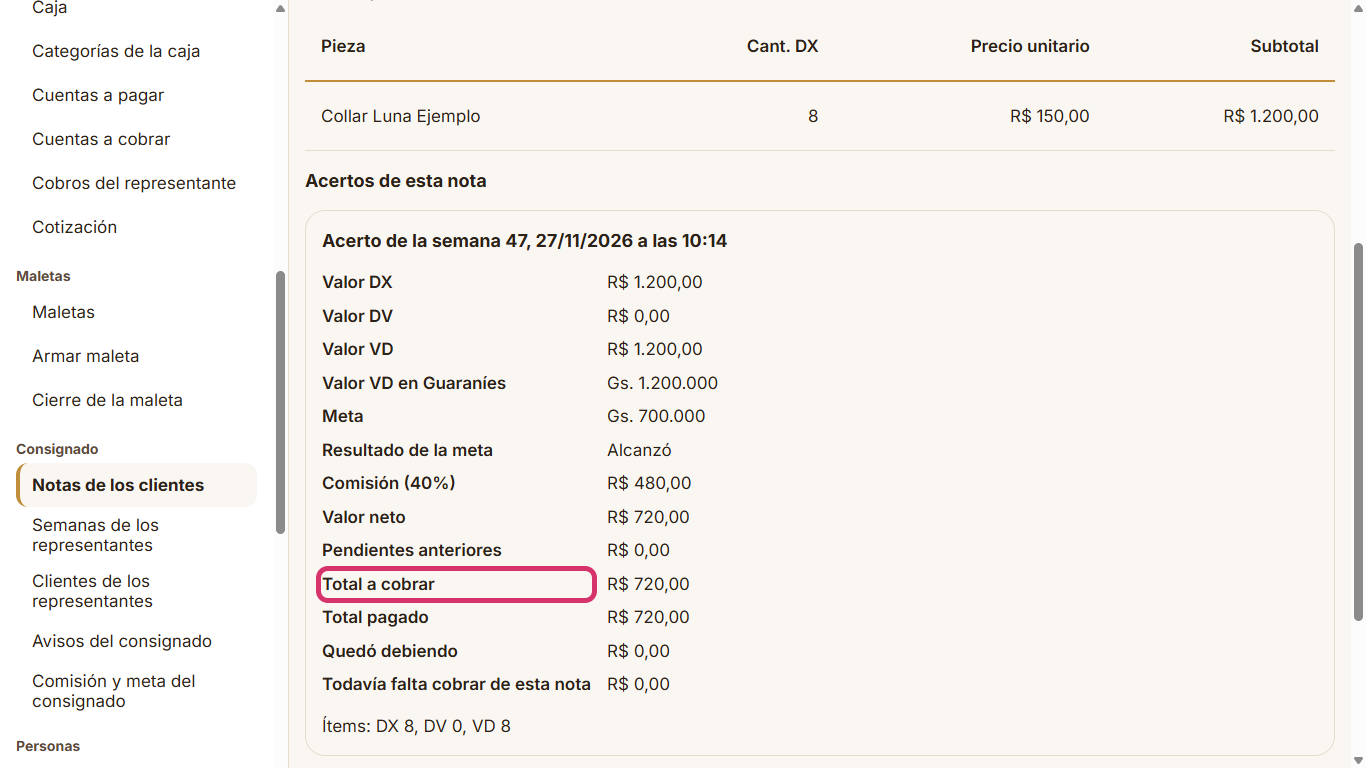 Caja
Categorías de la caja
Cuentas a pagar
Cuentas a cobrar
Cobros del representante
Cotización
Maletas
Maletas
Armar maleta
Cierre de la maleta
Consignado
Notas de los clientes
Semanas de los
representantes
Clientes de los
representantes
Avisos del consignado
Comisión y meta del
consignado
Personas
Pieza Cant. DX Precio unitario Subtotal
Collar Luna Ejemplo 8 R$ 150,00 R$ 1.200,00
Acertos de esta nota
Acerto de la semana 47, 27/11/2026 a las 10:14
Valor DX R$ 1.200,00
Valor DV R$ 0,00
Valor VD R$ 1.200,00
Valor VD en Guaraníes Gs. 1.200.000
Meta Gs. 700.000
Resultado de la meta Alcanzó
Comisión (40%) R$ 480,00
Valor neto R$ 720,00
Pendientes anteriores R$ 0,00
Total a cobrar R$ 720,00
Total pagado R$ 720,00
Quedó debiendo R$ 0,00
Todavía falta cobrar de esta nota R$ 0,00
Ítems: DX 8, DV 0, VD 8